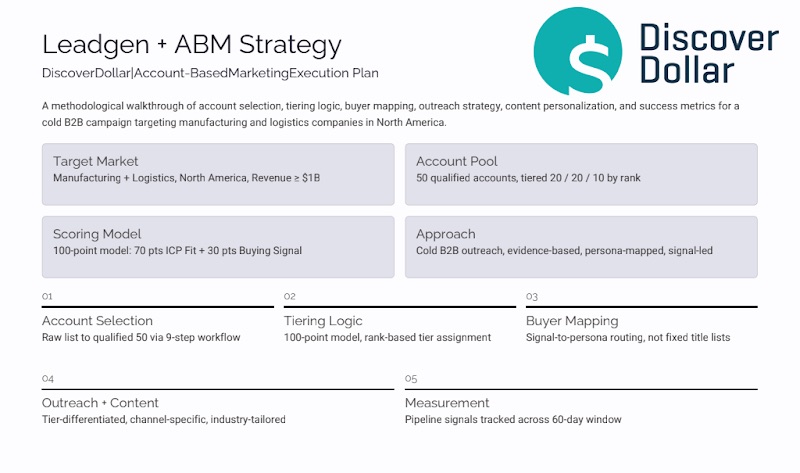 Leadgen + ABM Strategy
DiscoverDollar|Account-BasedMarketingExecution Plan
Discover
Dollar
A methodological walkthrough of account selection, tiering logic, buyer mapping, outreach strategy, content personalization, and success metrics for a
cold B2B campaign targeting manufacturing and logistics companies in North America.
Target Market
Manufacturing + Logistics, North America, Revenue ≥ $1B
Account Pool
50 qualified accounts, tiered 20 / 20 / 10 by rank
Scoring Model
100-point model: 70 pts ICP Fit + 30 pts Buying Signal
Approach
Cold B2B outreach, evidence-based, persona-mapped, signal-led
01
Account Selection
Raw list to qualified 50 via 9-step workflow
02
Tiering Logic
100-point model, rank-based tier assignment
03
Buyer Mapping
Signal-to-persona routing, not fixed title lists
04
Outreach + Content
Tier-differentiated, channel-specific, industry-tailored
05
Measurement
Pipeline signals tracked across 60-day window